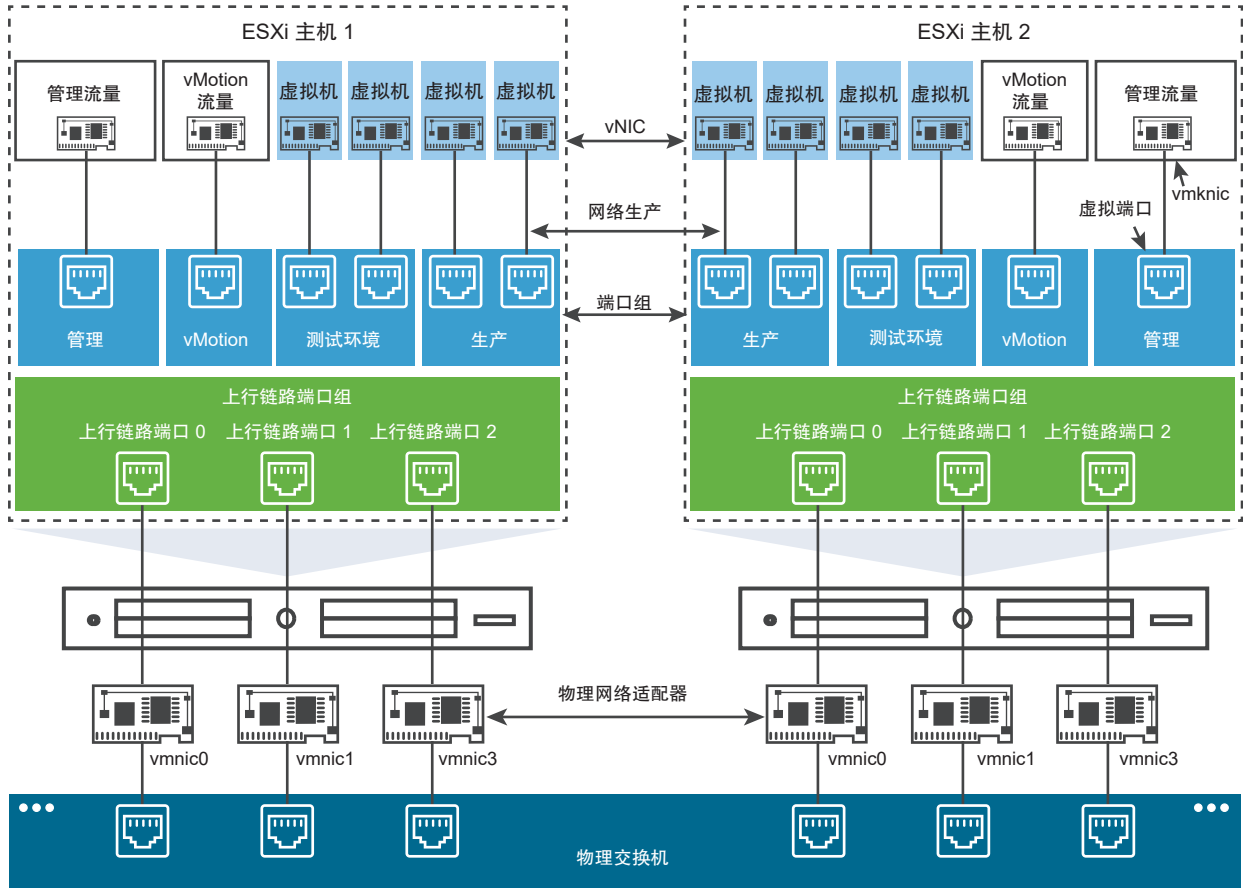 ESXi 主机 1
ESXi 主机 2
管理流量
vMotion
流量
虚拟机
虚拟机
虚拟机
虚拟机
vNIC
虚拟机
虚拟机
虚拟机
虚拟机
vMotion
流量
管理流量
vmknic
网络生产
虚拟端口
端口组
管理
vMotion
测试环境
生产
生产
测试环境
vMotion
管理
上行链路端口组
上行链路端口 0
上行链路端口 1
上行链路端口 2
上行链路端口组
上行链路端口 0
上行链路端口 1
上行链路端口 2
物理网络适配器
vmnic0
vmnic1
vmnic3
vmnic0
vmnic1
vmnic3
物理交换机